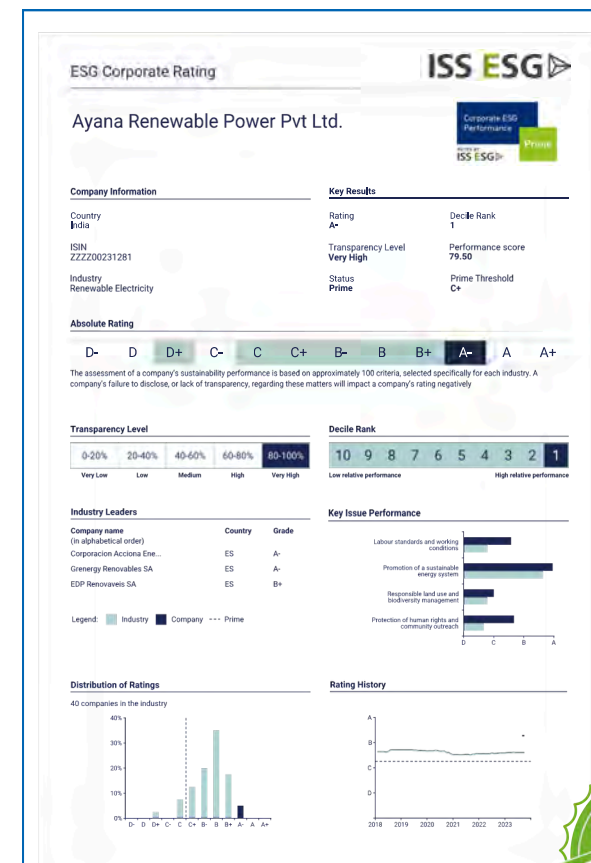 ESG Corporate Rating
ISS ESG
Ayana Renewable Power Pvt Ltd.
Corporate ESG
Performance
Prime
RATED BY
ISS ESG
Company Information
Country
India
ISIN
ZZZZ00231281
Industry
Renewable Electricity
Key Results
Rating
A-
Decile Rank
1
Transparency Level
Very High
Performance score
79.50
Status
Prime
Prime Threshold
C+
Absolute Rating
D- D D+ C- C C+ B- B B+ A- A A+
The assessment of a company's sustainability performance is based on approximately 100 criteria, selected specifically for each industry. A
company's failure to disclose, or lack of transparency, regarding these matters will impact a company's rating negatively
Transparency Level
0-20% 20-40% 40-60% 60-80% 80-100%
Very Low Low Medium High Very High
Decile Rank
10 9 8 7 6 5 4 3 2 1
Low relative performance High relative performance
Industry Leaders
Company name Country Grade
(in alphabetical order)
Corporacion Acciona Ene... ES A-
Grenergy Renovables SA ES A-
EDP Renovaveis SA ES B+
Legend: Industry Company --- Prime
Key Issue Performance
Labour standards and working
conditions
Promotion of a sustainable
energy system
Responsible land use and
biodiversity management
Protection of human rights and
community outreach
D C B A
Distribution of Ratings
40 companies in the industry
40%
30%
20%
10%
0%
D- D D+ C- C C+ B- B B+ A- A A+
Rating History
A
B
C
D
2018 2019 2020 2021 2022 2023